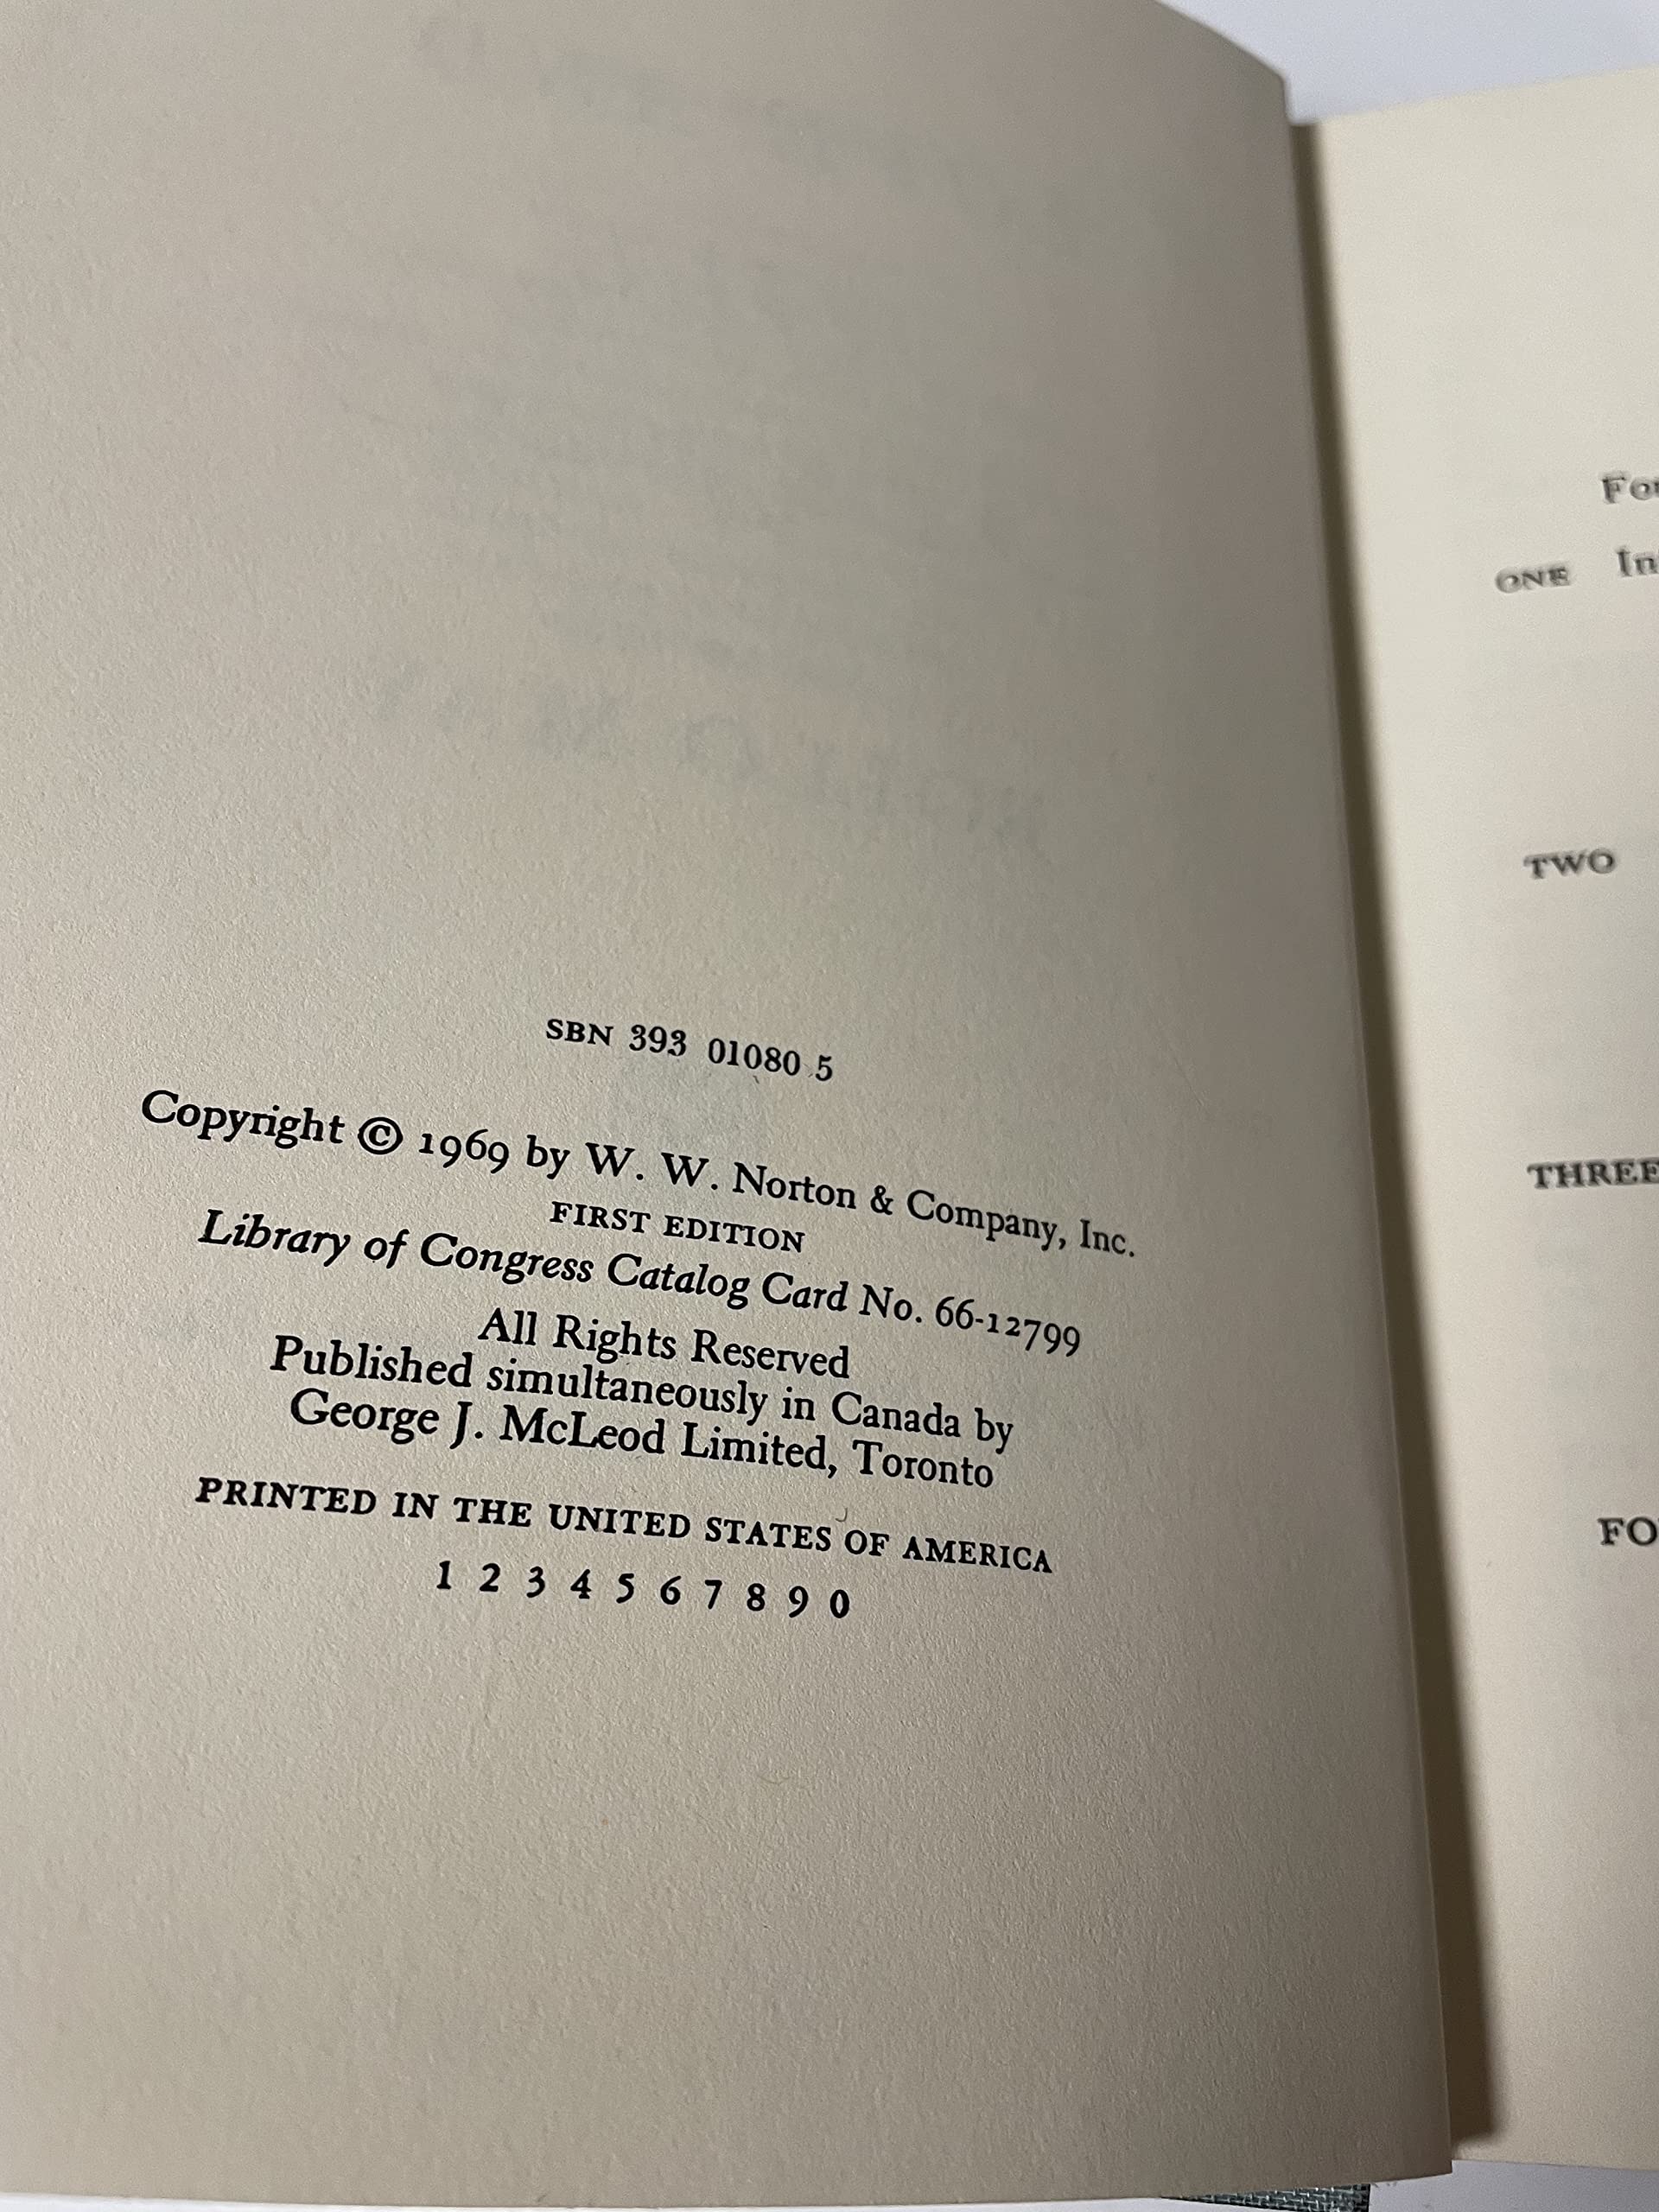 SBN 393 01080 5
Copyright © 1969 by W. W. Norton & Company, Inc.
FIRST EDITION
Library of Congress Catalog Card No. 66-12799
All Rights Reserved
Published simultaneously in Canada by
George J. McLeod Limited, Toronto
PRINTED IN THE UNITED STATES OF AMERICA
1 2 3 4 5 6 7 8 9 0
ONE
TWO
THREE